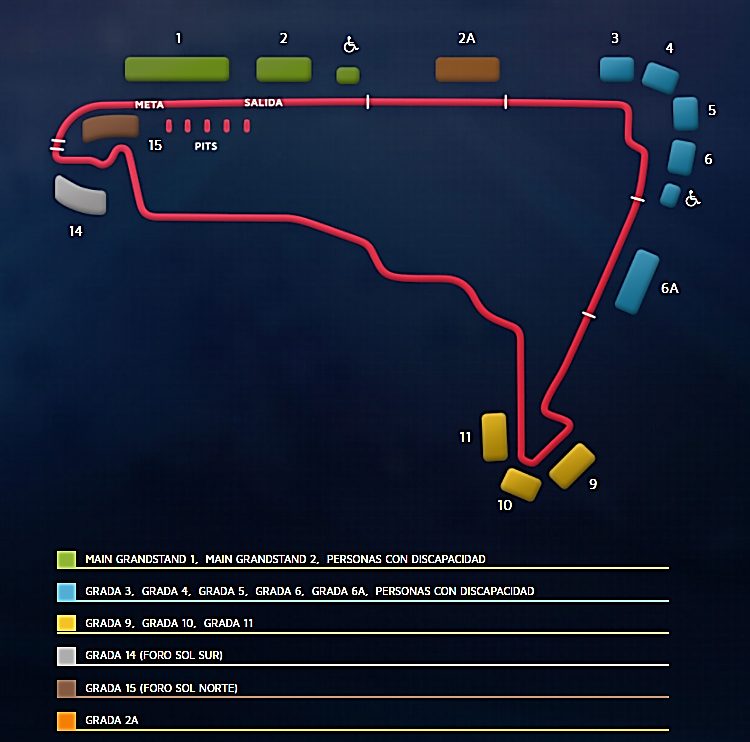 1
2
2A
3
4
5
6
6A
META
SALIDA
15
PITS
14
11
9
10
MAIN GRANDSTAND 1, MAIN GRANDSTAND 2, PERSONAS CON DISCAPACIDAD
GRADA 3, GRADA 4, GRADA 5, GRADA 6, GRADA 6A, PERSONAS CON DISCAPACIDAD
GRADA 9, GRADA 10, GRADA 11
GRADA 14 (FORO SOL SUR)
GRADA 15 (FORO SOL NORTE)
GRADA 2A